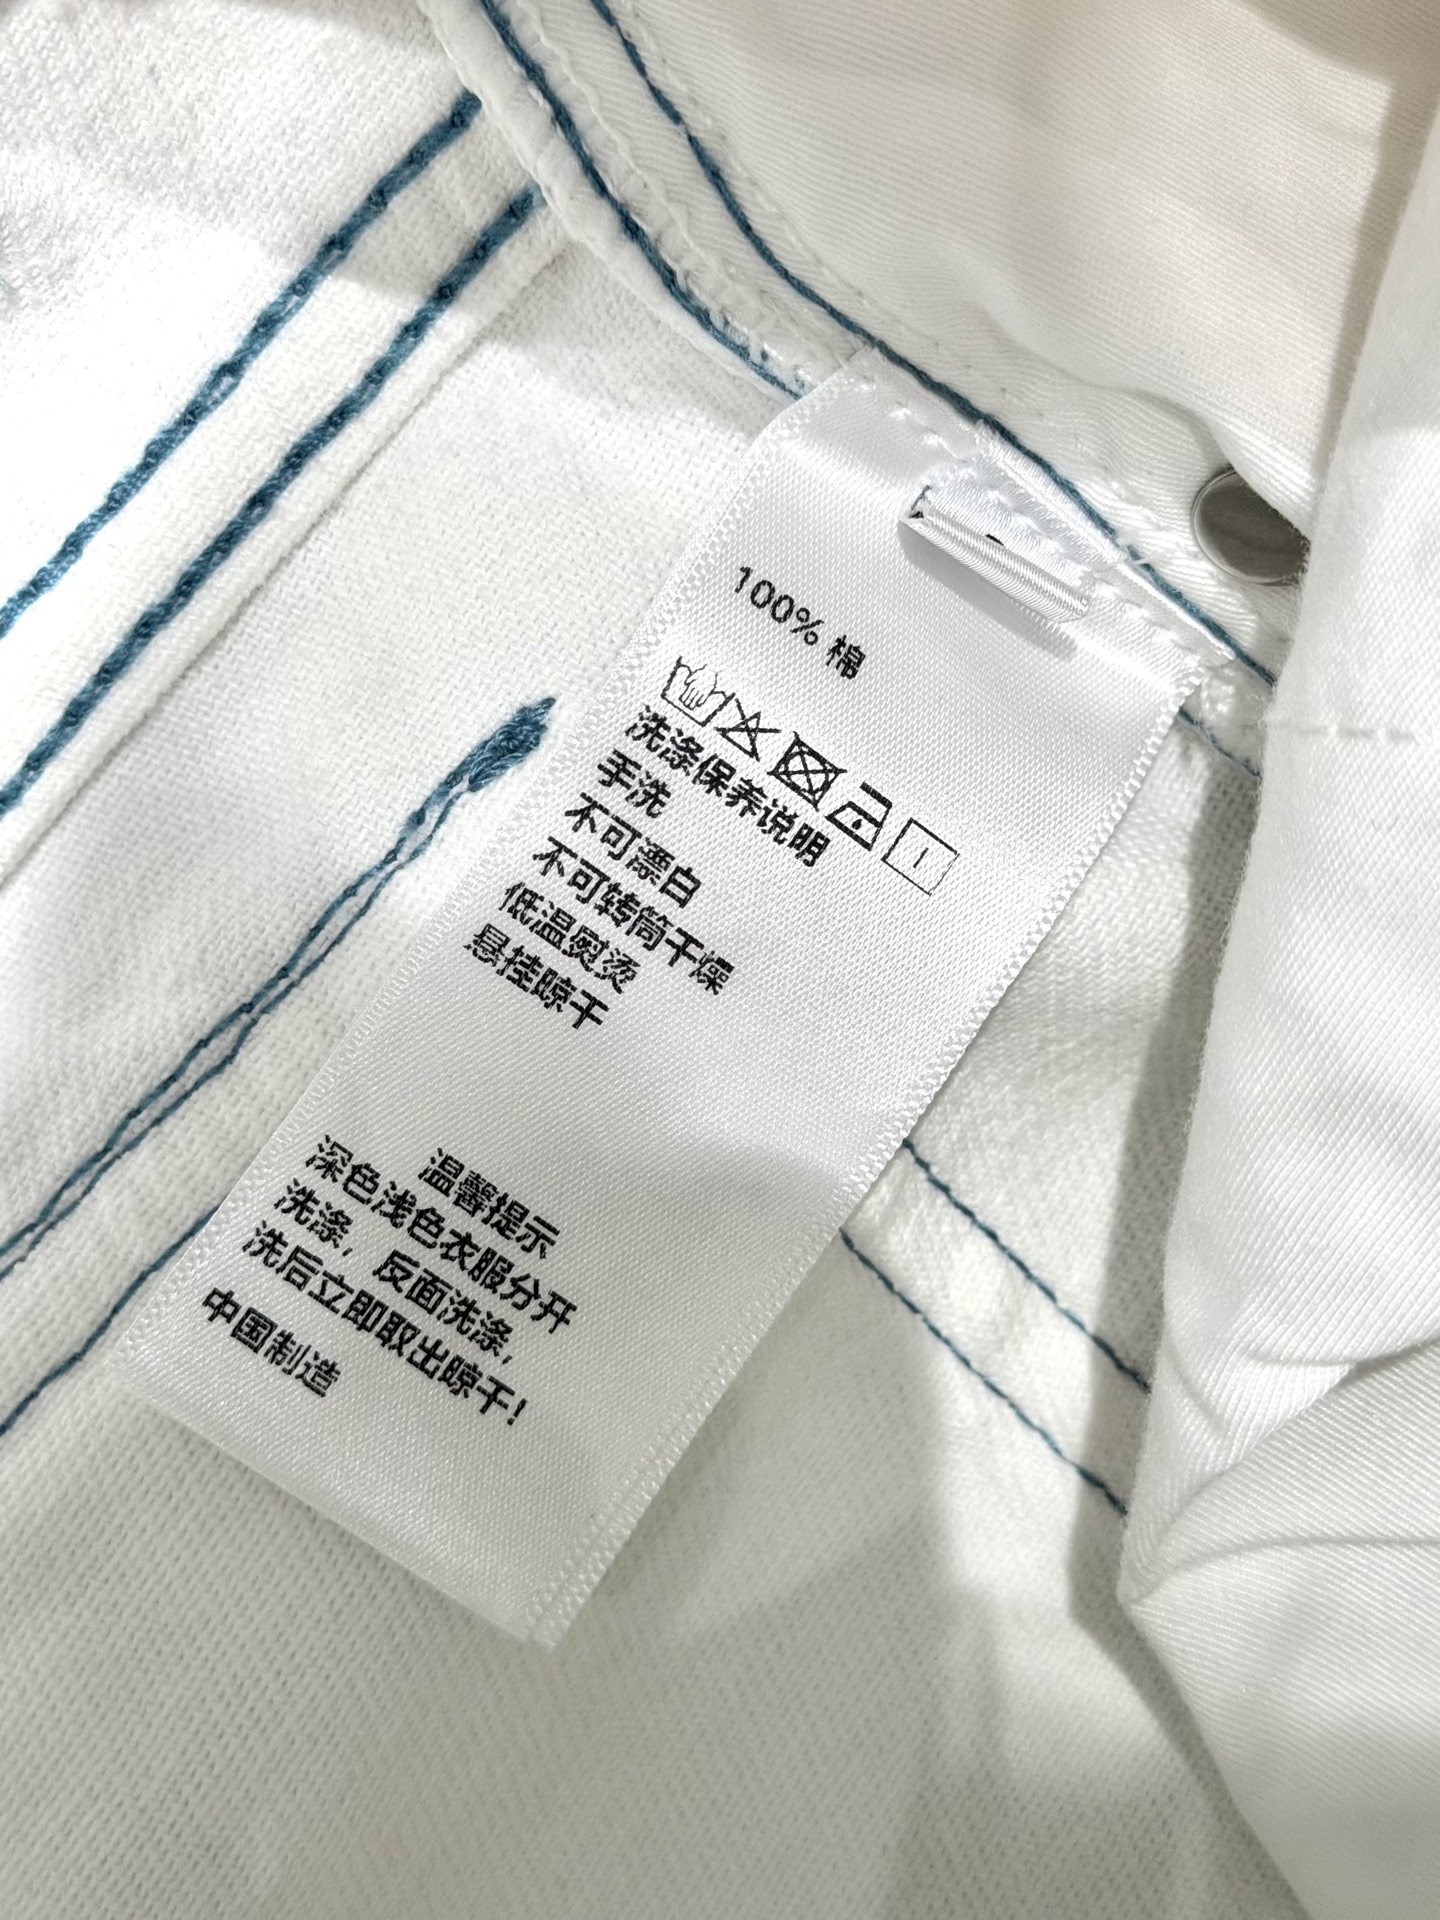 100% 棉
洗涤保养说明
手洗
不可漂白
不可转筒干燥
低温熨烫
悬挂晾干
温馨提示
深色浅色衣服分开
洗涤，反面洗涤，
洗后立即取出晾干！
中国制造